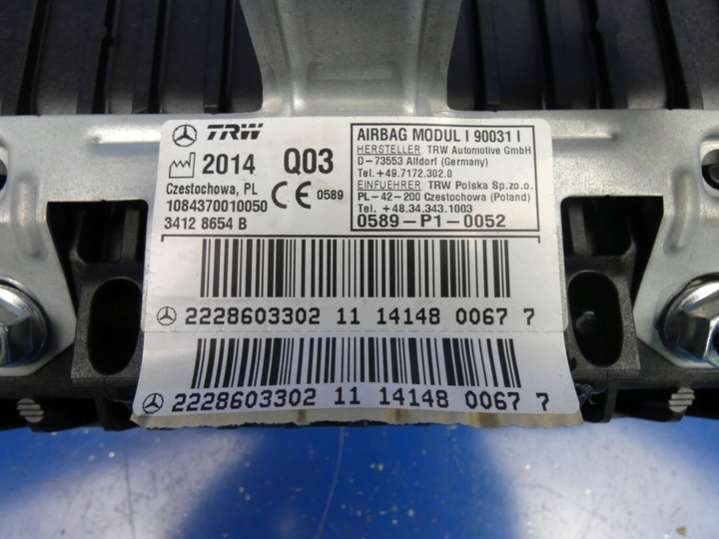 TRW
2014 Q03
Czestochowa, PL
CE 0589
1084370010050
3412 8654 B
AIRBAG MODUL I 90031 I
HERSTELLER TRW Automotive GmbH
D-73553 Alfdorf (Germany)
Tel.+49.7172.302.0
EINFUEHRER TRW Polska Sp.zo.o.
PL-42-200 Czestochowa (Poland)
Tel.+48.34.343.1003
0589-P1-0052
2228603302 11 14148 0067 7
2228603302 11 14148 0067 7